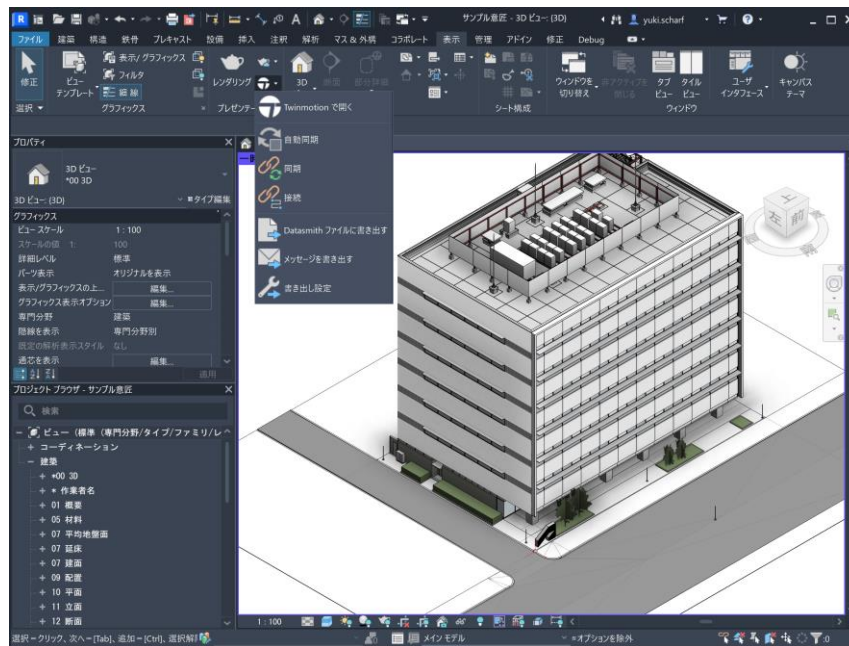 サンプル意匠 - 3D ビュー: {3D}
yuki.scharf
ファイル 建築 構造 鉄骨 プレキャスト 設備 挿入 注釈 解析 マス & 外構 コラボレート 表示 管理 アドイン 修正 Debug
修正
ビュー
テンプレート
表示/グラフィックス
フィルタ
細線
レンダリング
3D
断面
部分詳細
ウィンドウを
切り替え
非アクティブを
閉じる
タブ
ビュー
タイル
ビュー
ユーザ
インタフェース
キャンバス
テーマ
選択
グラフィックス
シート構成
ウィンドウ
Twinmotion で開く
自動同期
同期
接続
Datasmith ファイルに書き出す
メッセージを書き出す
書き出し設定
プロパティ
3D ビュー
*00 3D
3D ビュー: {3D}
タイプ編集
グラフィックス
ビュー スケール 1 : 100
スケールの値 1: 100
詳細レベル 標準
パーツ表示 オリジナルを表示
表示/グラフィックスの上... 編集...
グラフィックス表示オプション 編集...
専門分野 建築
隠線を表示 専門分野別
既定の解析表示スタイル なし
通芯を表示 編集...
適用
プロジェクト ブラウザ - サンプル意匠
検索
ビュー (標準 (専門分野/タイプ/ファミリ/レ
コーディネーション
建築
*00 3D
* 作業者名
01 概要
05 材料
07 平均地盤面
07 延床
07 建面
09 配置
10 平面
11 立面
12 断面
上
左
前
1 : 100
選択 = クリック、次へ = [Tab]、追加 = [Ctrl]、選択解
メイン モデル
オプションを除外
:0